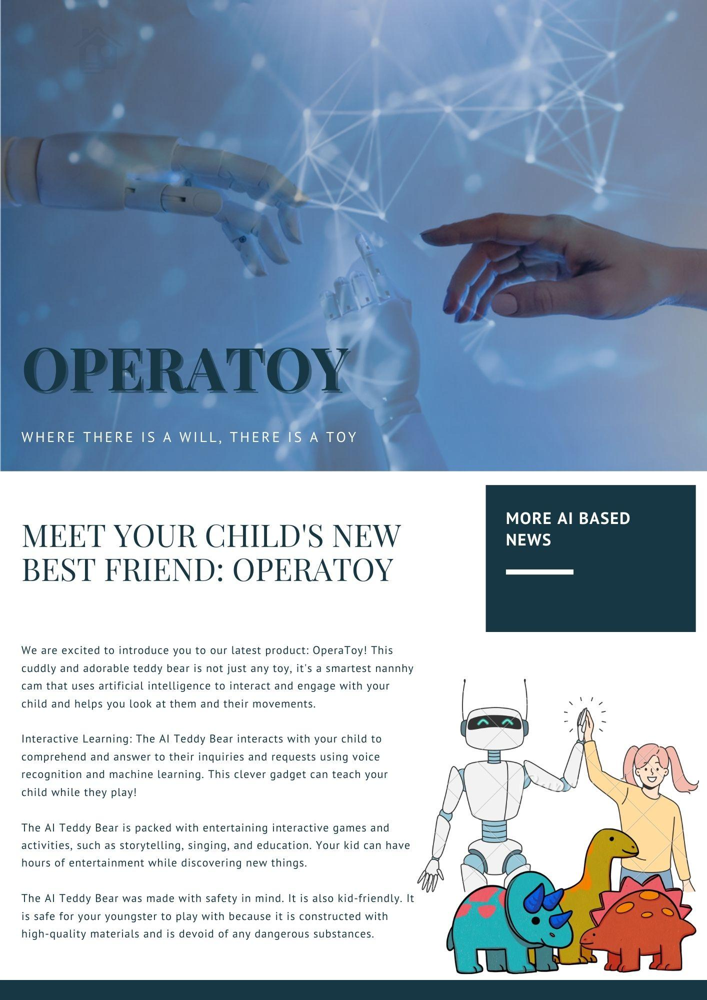 OPERATOY
WHERE THERE IS A WILL, THERE IS A TOY
MEET YOUR CHILD'S NEW
BEST FRIEND: OPERATOY
MORE AI BASED
NEWS
We are excited to introduce you to our latest product: OperaToy! This
cuddly and adorable teddy bear is not just any toy, it's a smartest nannhy
cam that uses artificial intelligence to interact and engage with your
child and helps you look at them and their movements.
Interactive Learning: The AI Teddy Bear interacts with your child to
comprehend and answer to their inquiries and requests using voice
recognition and machine learning. This clever gadget can teach your
child while they play!
The AI Teddy Bear is packed with entertaining interactive games and
activities, such as storytelling, singing, and education. Your kid can have
hours of entertainment while discovering new things.
The AI Teddy Bear was made with safety in mind. It is also kid-friendly. It
is safe for your youngster to play with because it is constructed with
high-quality materials and is devoid of any dangerous substances.